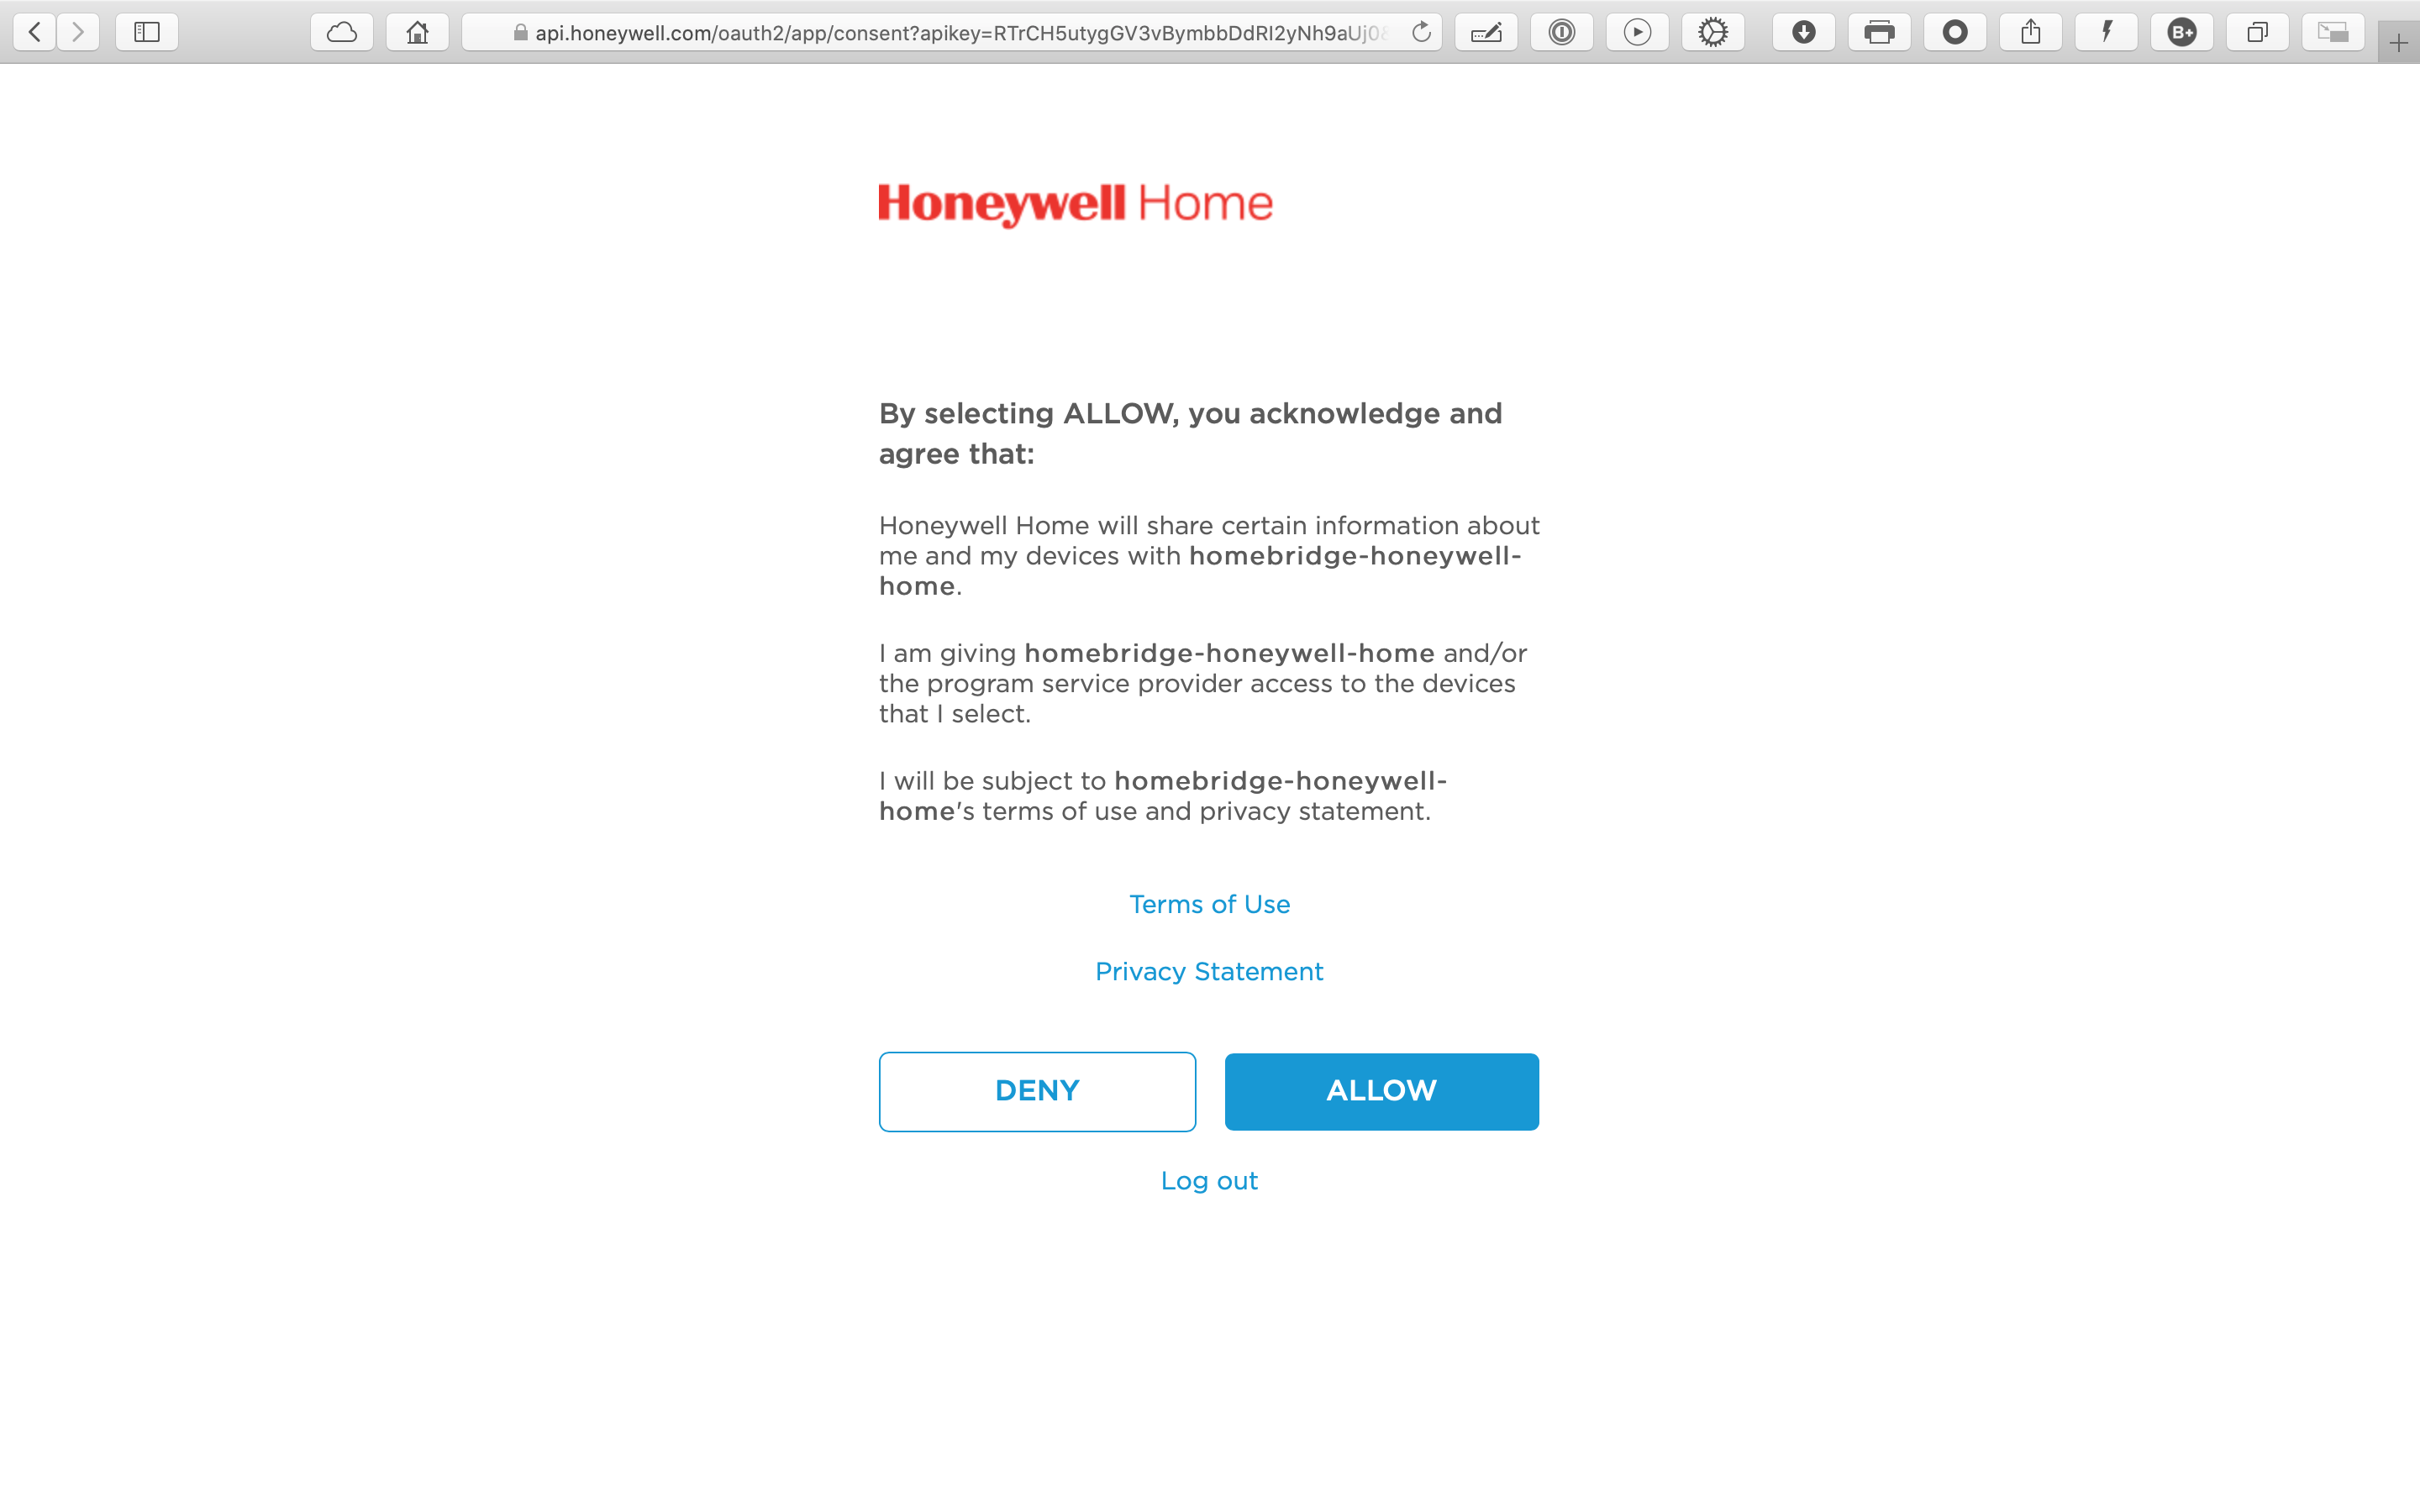 api.honeywell.com/oauth2/app/consent?apikey=RTrCH5utygGV3vBymbbDdRI2yNh9aUj08
B+
Honeywell Home
By selecting ALLOW, you acknowledge and
agree that:
Honeywell Home will share certain information about
me and my devices with homebridge-honeywell-
home.
I am giving homebridge-honeywell-home and/or
the program service provider access to the devices
that I select.
I will be subject to homebridge-honeywell-
home's terms of use and privacy statement.
Terms of Use
Privacy Statement
DENY
ALLOW
Log out